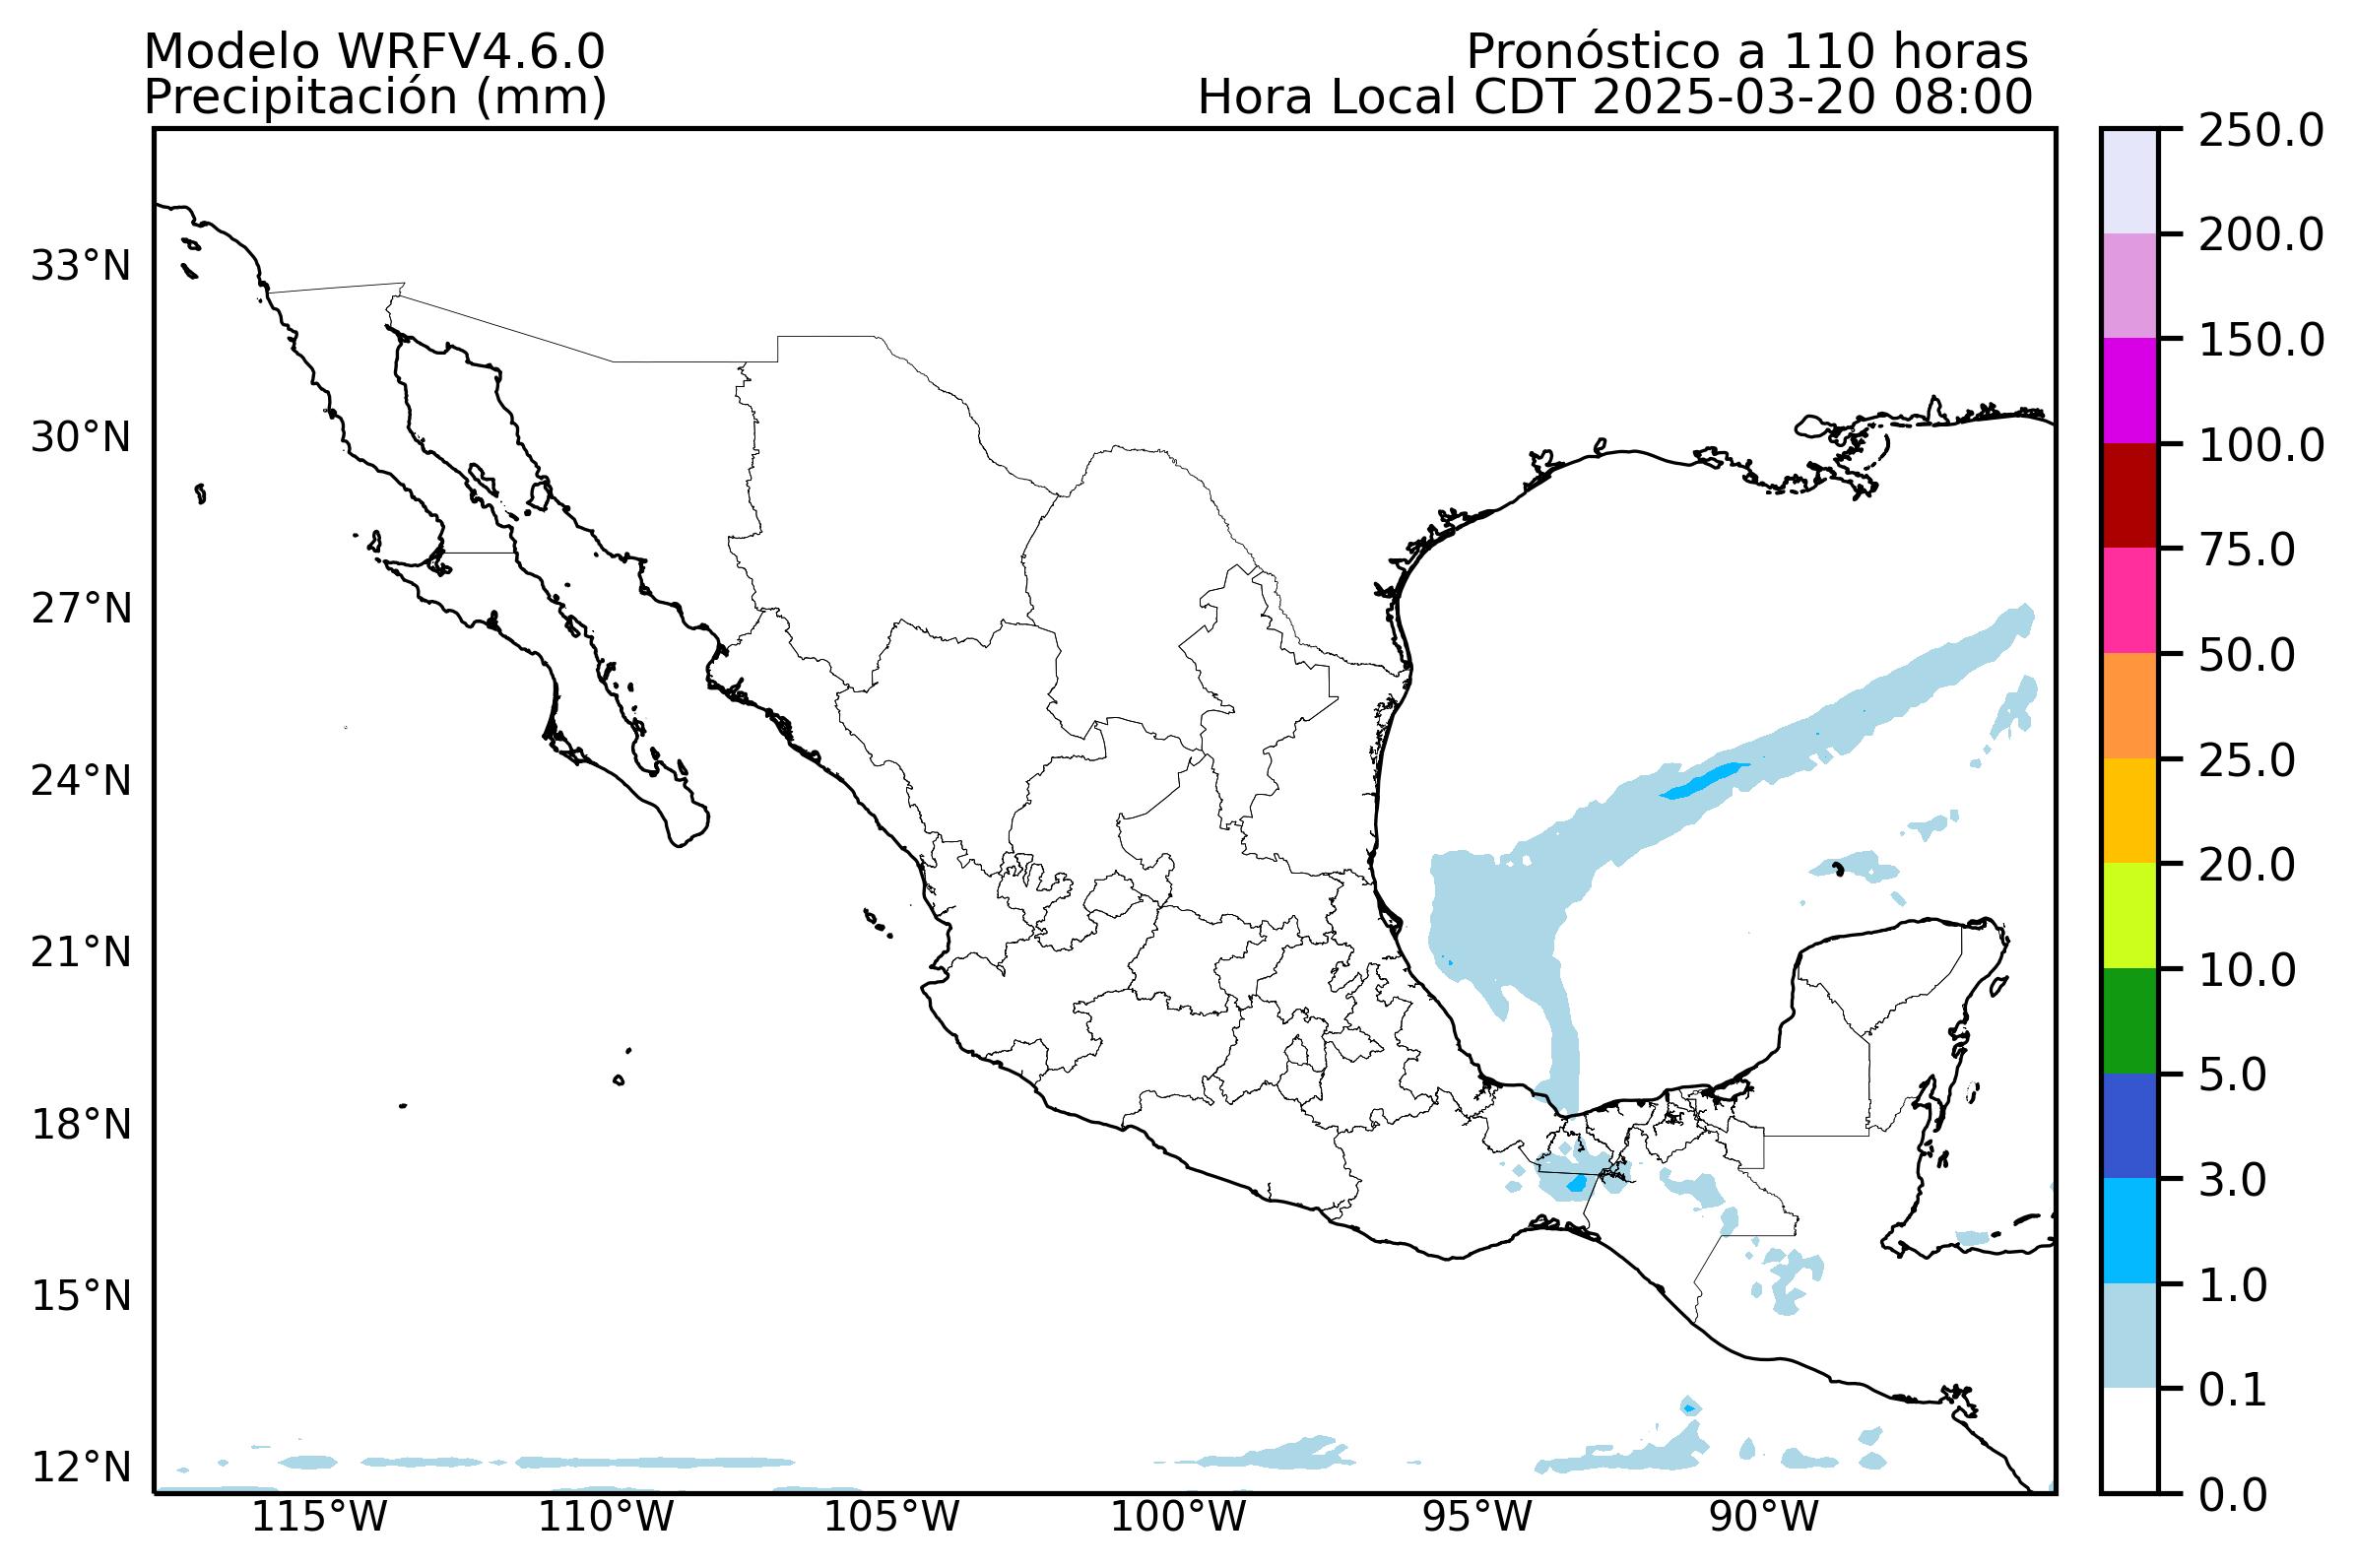 Modelo WRFV4.6.0
Precipitación (mm)
Pronóstico a 110 horas
Hora Local CDT 2025-03-20 08:00
33°N
30°N
27°N
24°N
21°N
18°N
15°N
12°N
115°W
110°W
105°W
100°W
95°W
90°W
250.0
200.0
150.0
100.0
75.0
50.0
25.0
20.0
10.0
5.0
3.0
1.0
0.1
0.0